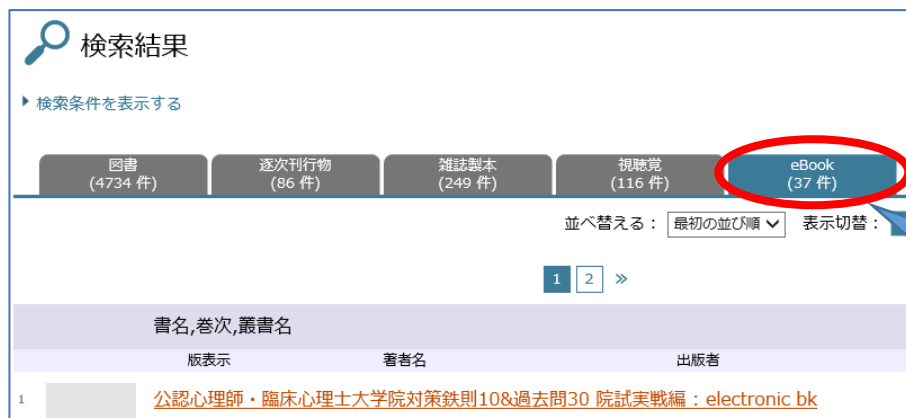 検索結果
検索条件を表示する
図書 逐次刊行物 雑誌製本 視聴覚 eBook
(4734 件) (86 件) (249 件) (116 件) (37 件)
並べ替える： 最初の並び順 表示切替：
1 2 »
書名,巻次,叢書名
版表示 著者名 出版者
1 公認心理師・臨床心理士大学院対策鉄則10&過去問30 院試実戦編 : electronic bk